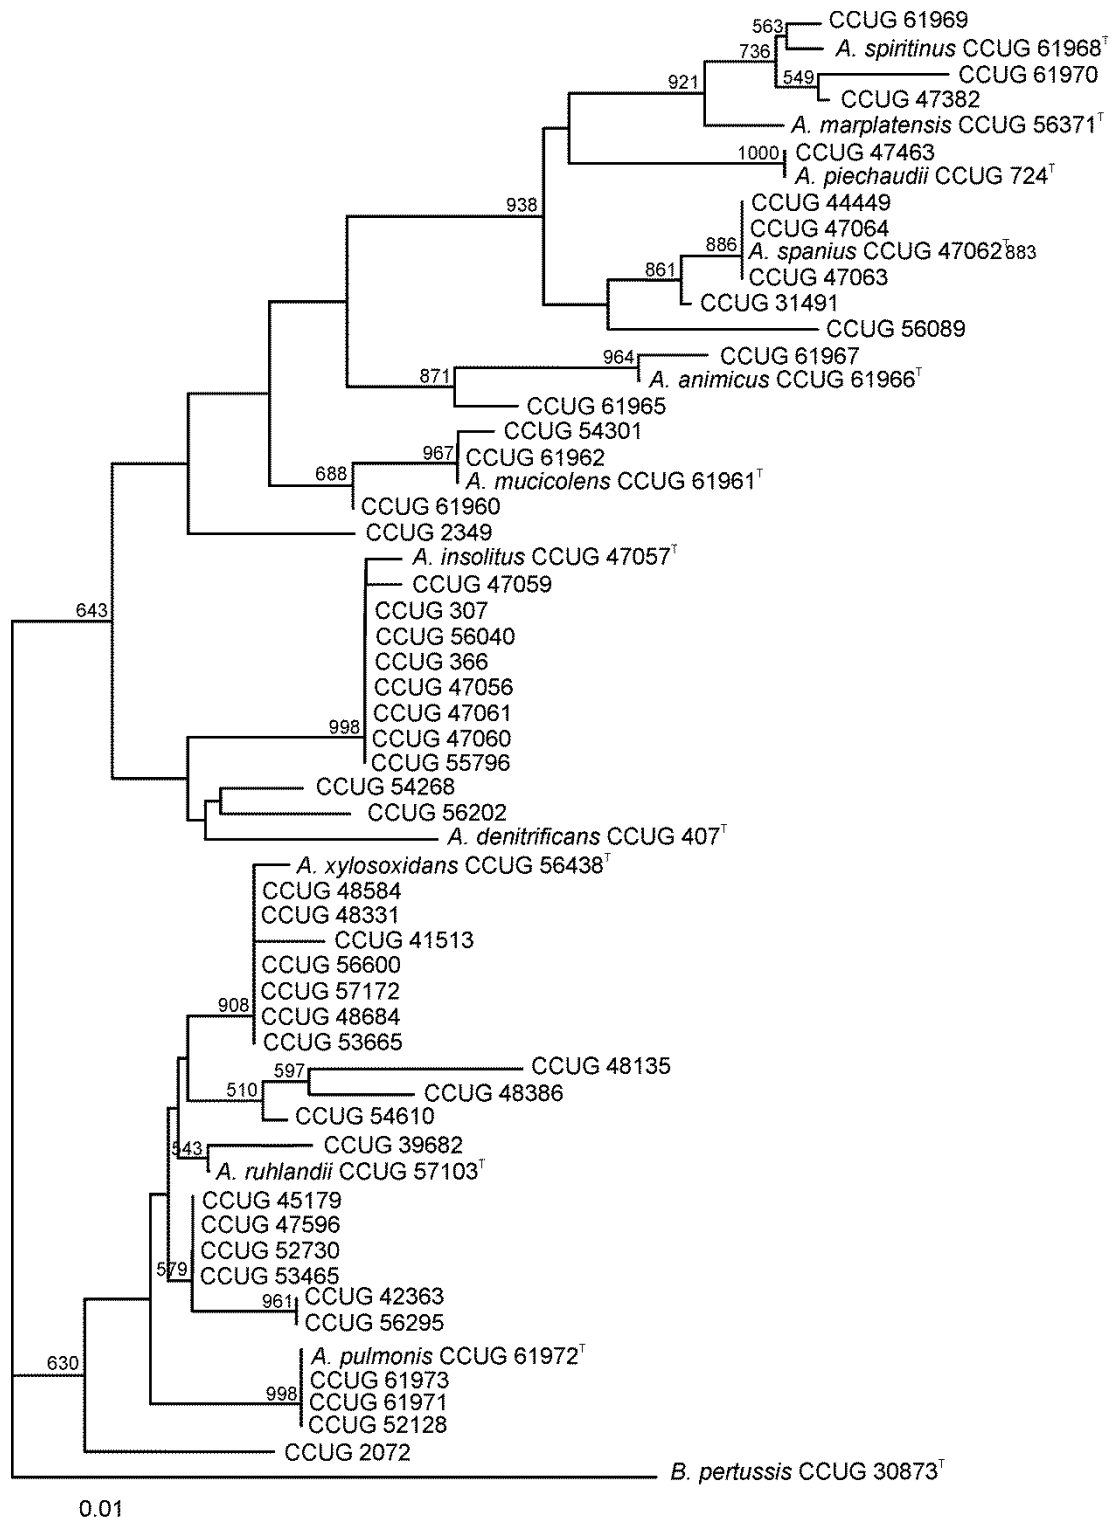 563
CCUG 61969
736
A. spiritinus CCUG 61968T
549
CCUG 61970
921
CCUG 47382
A. marplatensis CCUG 56371T
1000
CCUG 47463
A. piechaudii CCUG 724T
938
CCUG 44449
CCUG 47064
886
A. spanius CCUG 47062T883
861
CCUG 47063
CCUG 31491
CCUG 56089
964
CCUG 61967
871
A. animicus CCUG 61966T
CCUG 61965
CCUG 54301
967
CCUG 61962
688
A. mucicolens CCUG 61961T
CCUG 61960
CCUG 2349
A. insolitus CCUG 47057T
CCUG 47059
643
CCUG 307
CCUG 56040
CCUG 366
CCUG 47056
CCUG 47061
998
CCUG 47060
CCUG 55796
CCUG 54268
CCUG 56202
A. denitrificans CCUG 407T
A. xylosoxidans CCUG 56438T
CCUG 48584
CCUG 48331
CCUG 41513
CCUG 56600
CCUG 57172
908
CCUG 48684
CCUG 53665
597
CCUG 48135
510
CCUG 48386
CCUG 54610
543
CCUG 39682
A. ruhlandii CCUG 57103T
CCUG 45179
CCUG 47596
CCUG 52730
579
CCUG 53465
961
CCUG 42363
CCUG 56295
630
A. pulmonis CCUG 61972T
CCUG 61973
998
CCUG 61971
CCUG 52128
CCUG 2072
B. pertussis CCUG 30873T
0.01